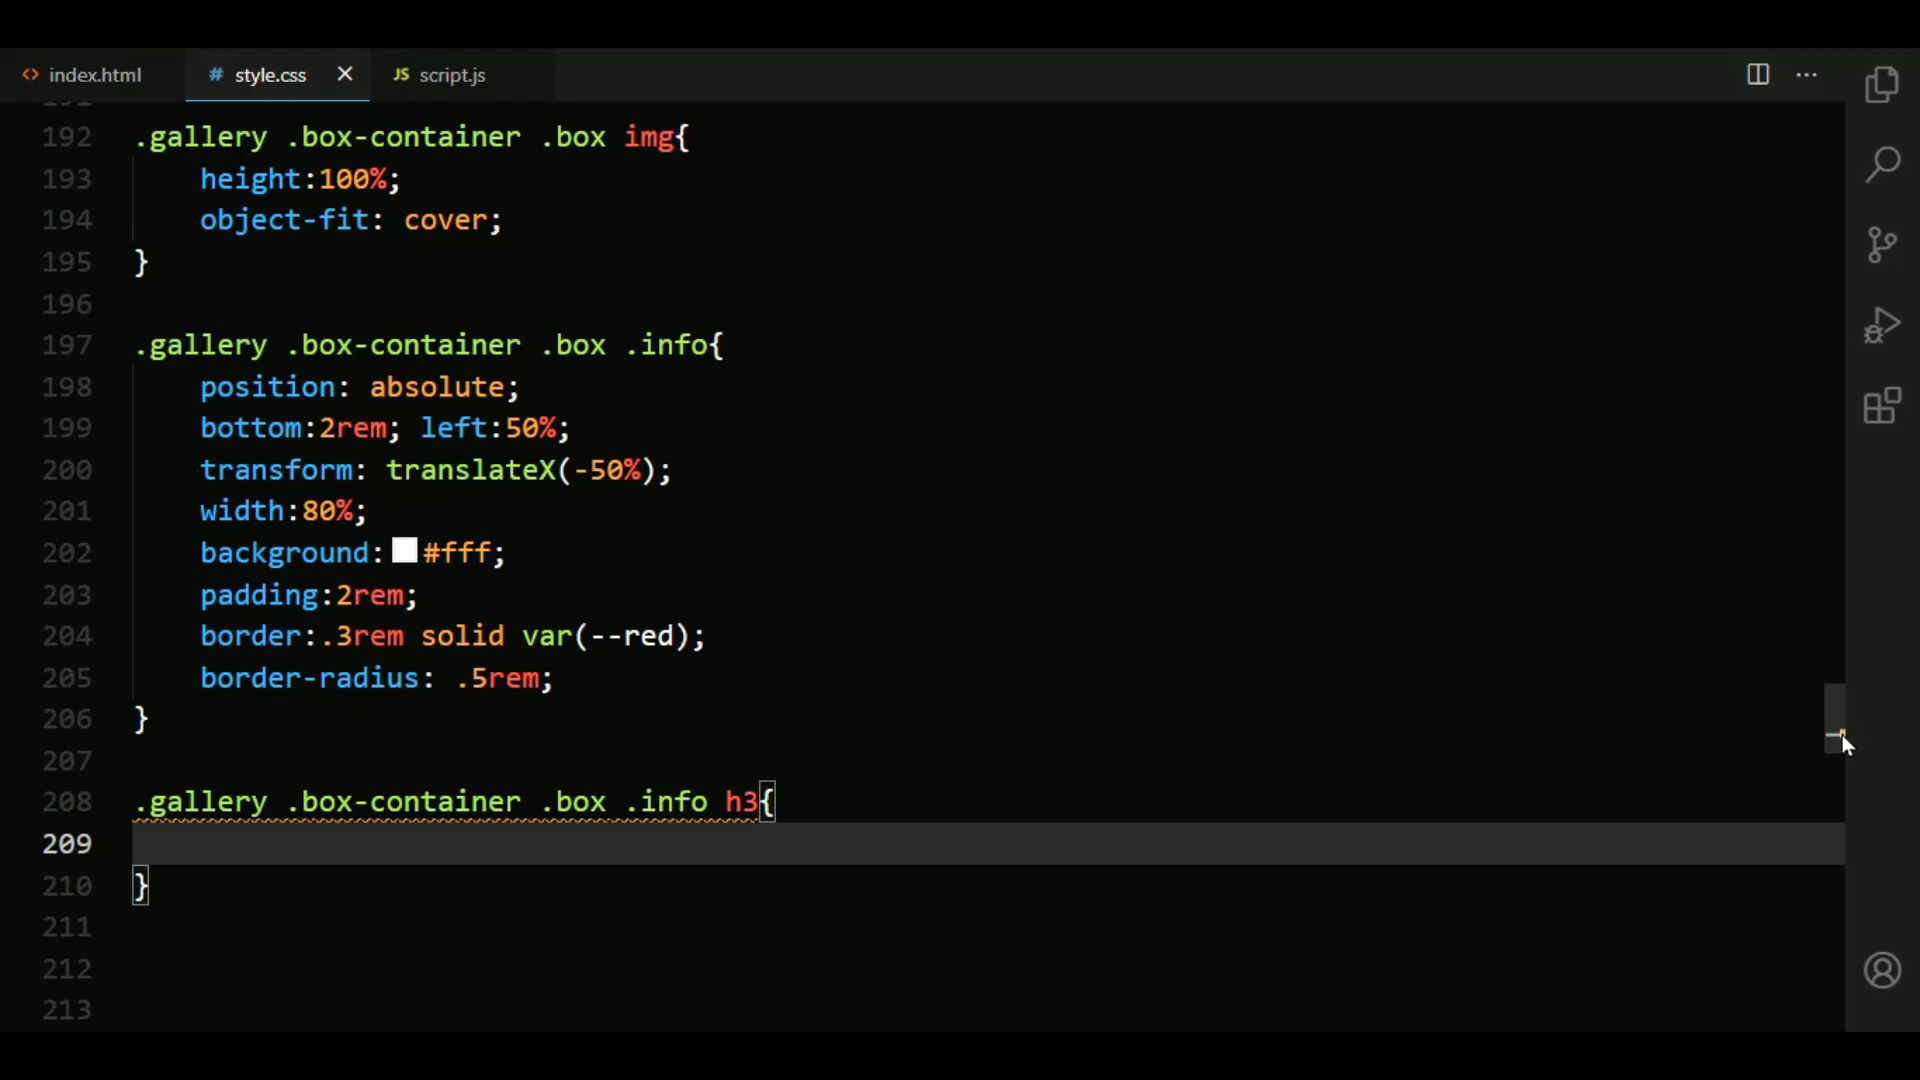 index.html
style.css
JS script.js
192 .gallery .box-container .box img{
193 height:100%;
194 object-fit: cover;
195 }
196
197 .gallery .box-container .box .info{
198 position: absolute;
199 bottom:2rem; left:50%;
200 transform: translateX(-50%);
201 width:80%;
202 background:#fff;
203 padding:2rem;
204 border:.3rem solid var(--red);
205 border-radius: .5rem;
206 }
207
208 .gallery .box-container .box .info h3{
209
210 }
211
212
213